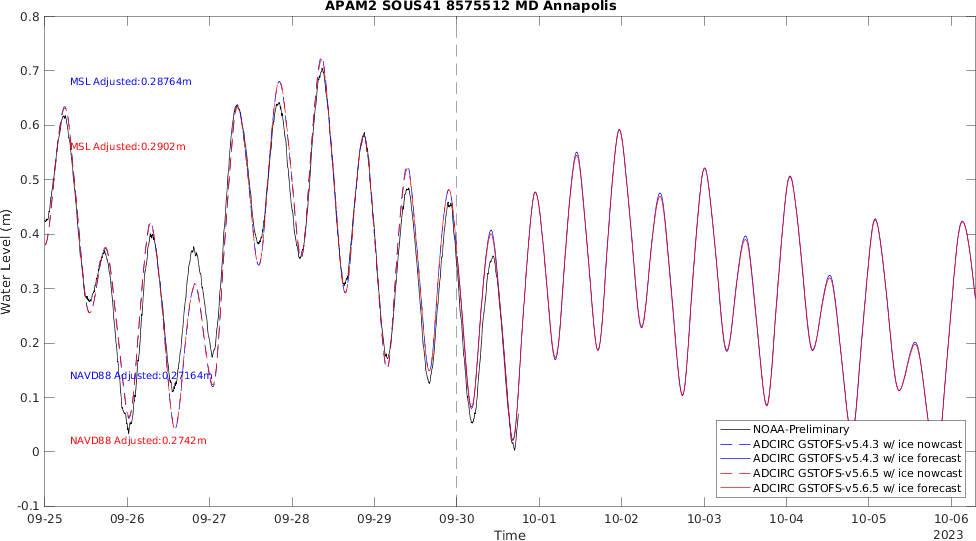 APAM2 SOUS41 8575512 MD Annapolis
0.8
0.7
0.6
0.5
0.4
0.3
0.2
0.1
0
-0.1
Water Level (m)
MSL Adjusted:0.28764m
MSL Adjusted:0.2902m
NAVD88 Adjusted:0.27164m
NAVD88 Adjusted:0.2742m
NOAA-Preliminary
ADCIRC GSTOFS-v5.4.3 w/ ice nowcast
ADCIRC GSTOFS-v5.4.3 w/ ice forecast
ADCIRC GSTOFS-v5.6.5 w/ ice nowcast
ADCIRC GSTOFS-v5.6.5 w/ ice forecast
09-25 09-26 09-27 09-28 09-29 09-30 10-01 10-02 10-03 10-04 10-05 10-06
Time
2023